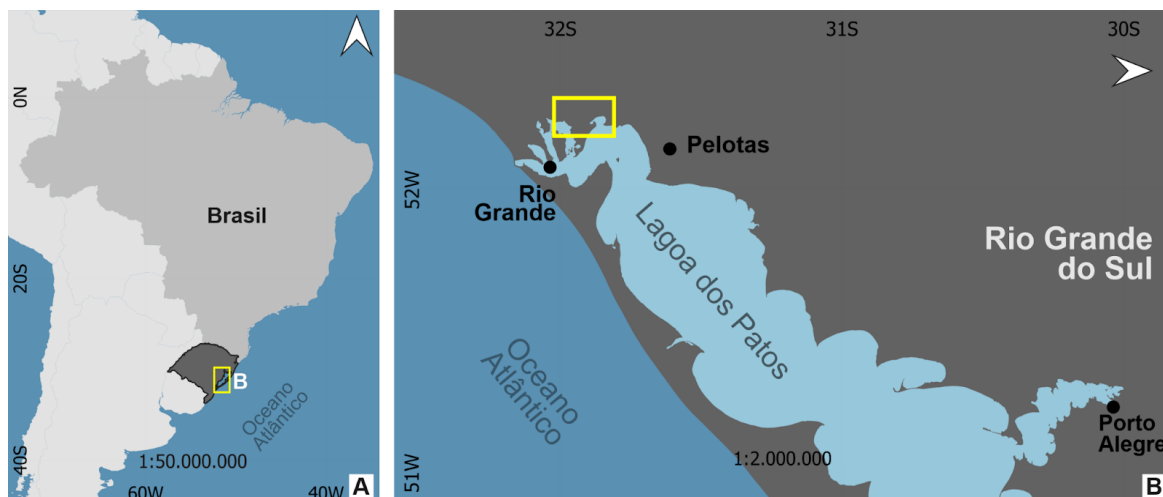 0N
20S
40S
Brasil
B
Oceano
Atlântico
1:50.000.000
60W
40W
A
32S
31S
30S
52W
51W
Pelotas
Rio
Grande
Lagoa dos Patos
Rio Grande
do Sul
Oceano
Atlântico
1:2.000.000
Porto
Alegre
B